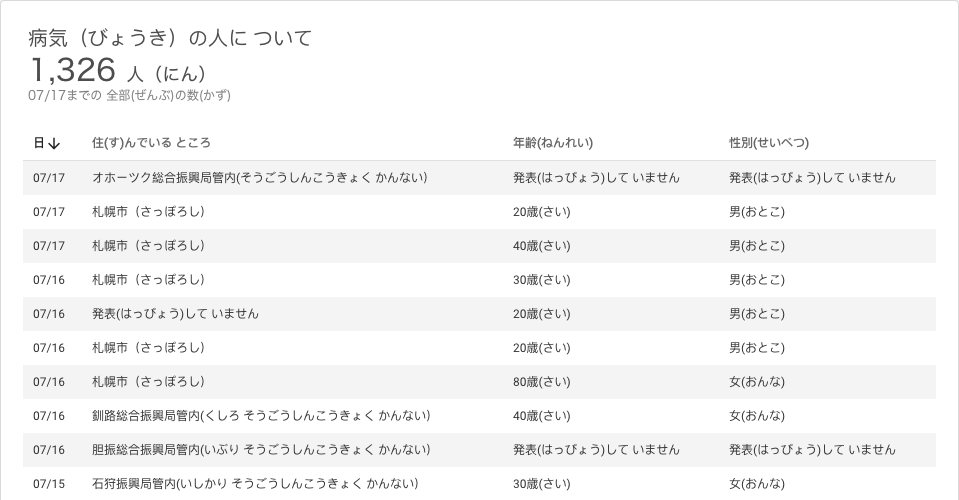 病気（びょうき）の人に ついて
1,326 人（にん）
07/17までの 全部(ぜんぶ)の数(かず)
日↓ 住(す)んでいる ところ 年齢(ねんれい) 性別(せいべつ)
07/17 オホーツク総合振興局管内(そうごうしんこうきょく かんない) 発表(はっぴょう)して いません 発表(はっぴょう)して いません
07/17 札幌市（さっぽろし） 20歳(さい) 男(おとこ)
07/17 札幌市（さっぽろし） 40歳(さい) 男(おとこ)
07/16 札幌市（さっぽろし） 30歳(さい) 男(おとこ)
07/16 発表(はっぴょう)して いません 20歳(さい) 男(おとこ)
07/16 札幌市（さっぽろし） 20歳(さい) 男(おとこ)
07/16 札幌市（さっぽろし） 80歳(さい) 女(おんな)
07/16 釧路総合振興局管内(くしろ そうごうしんこうきょく かんない) 40歳(さい) 女(おんな)
07/16 胆振総合振興局管内(いぶり そうごうしんこうきょく かんない) 発表(はっぴょう)して いません 発表(はっぴょう)して いません
07/15 石狩振興局管内(いしかり そうごうしんこうきょく かんない) 30歳(さい) 女(おんな)